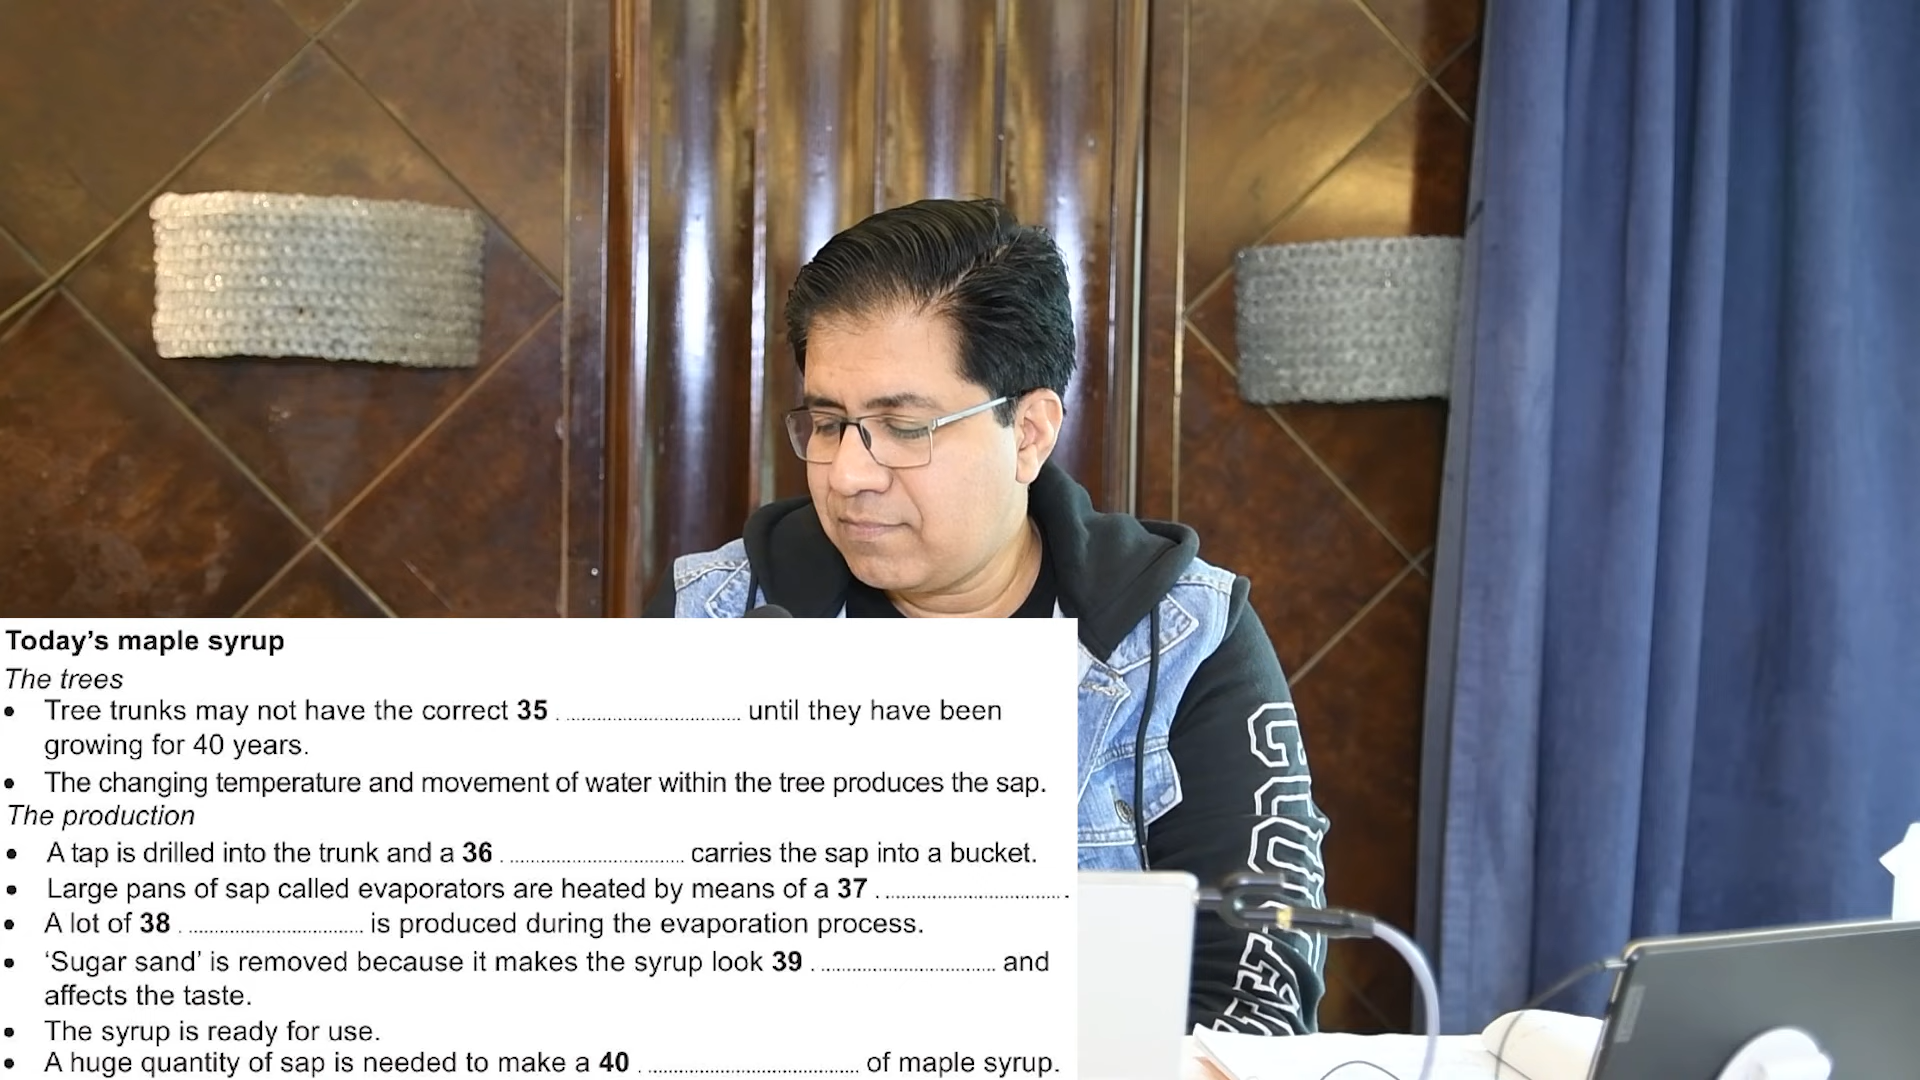 Today's maple syrup
The trees
• Tree trunks may not have the correct 35 . .................................. until they have been
growing for 40 years.
• The changing temperature and movement of water within the tree produces the sap.
The production
• A tap is drilled into the trunk and a 36 . .................................. carries the sap into a bucket.
• Large pans of sap called evaporators are heated by means of a 37 . .................................. .
• A lot of 38 . .................................. is produced during the evaporation process.
• ‘Sugar sand’ is removed because it makes the syrup look 39 . .................................. and
affects the taste.
• The syrup is ready for use.
• A huge quantity of sap is needed to make a 40 . ........................................ of maple syrup.